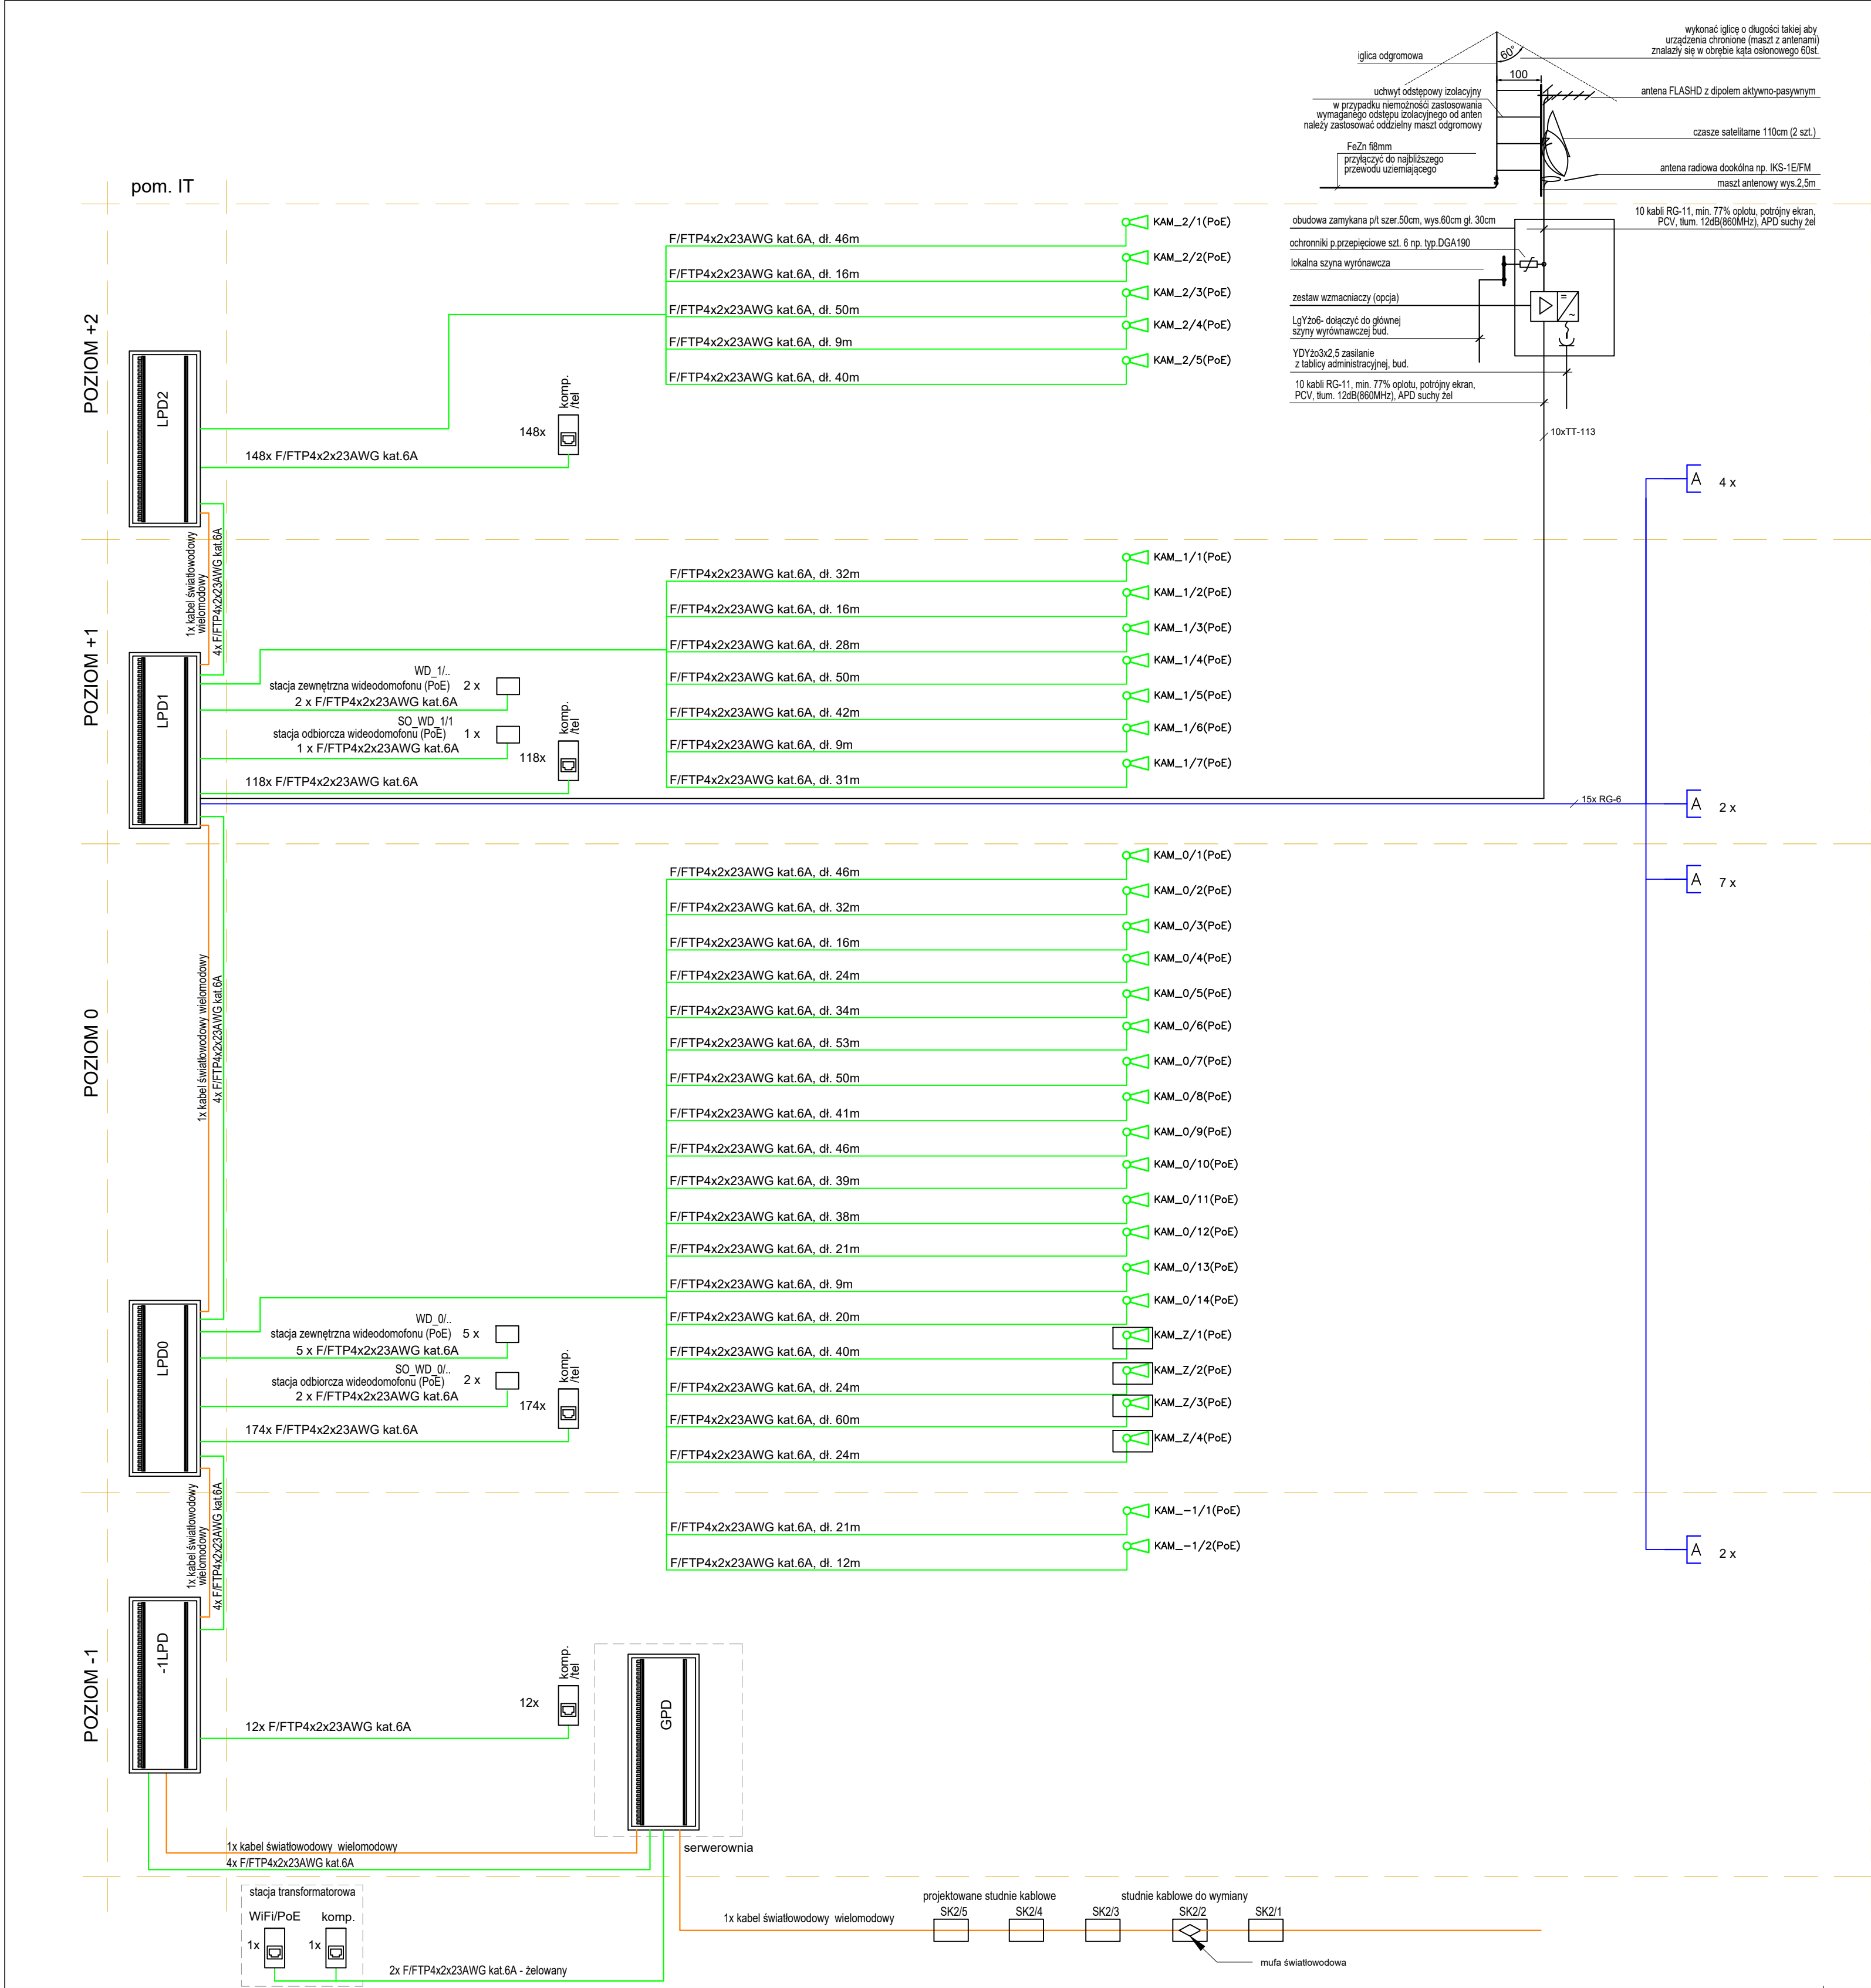 wykonać iglicę o długości takiej aby
urządzenia chronione (maszt z antenami)
znalazły się w obrębie kąta osłonowego 60st.
iglica odgromowa
60°
100
uchwyt odstępowy izolacyjny
w przypadku niemożności zastosowania
wymaganego odstępu izolacyjnego od anten
należy zastosować oddzielny maszt odgromowy
antena FLASHD z dipolem aktywno-pasywnym
czasze satelitarne 110cm (2 szt.)
FeZn fi8mm
przyłączyć do najbliższego
przewodu uziemiającego
antena radiowa dookólna np. IKS-1E/FM
maszt antenowy wys.2,5m
10 kabli RG-11, min. 77% oplotu, potrójny ekran,
PCV, tłum. 12dB(860MHz), APD suchy żel
obudowa zamykana p/t szer.50cm, wys.60cm gł. 30cm
ochronniki p.przepięciowe szt. 6 np. typ.DGA190
lokalna szyna wyrónawcza
zestaw wzmacniaczy (opcja)
LgYżo6- dołączyć do głównej
szyny wyrównawczej bud.
YDYżo3x2,5 zasilanie
z tablicy administracyjnej, bud.
10 kabli RG-11, min. 77% oplotu, potrójny ekran,
PCV, tłum. 12dB(860MHz), APD suchy żel
10xTT-113
pom. IT
POZIOM +2
LPD2
F/FTP4x2x23AWG kat.6A, dł. 46m
KAM_2/1(PoE)
F/FTP4x2x23AWG kat.6A, dł. 16m
KAM_2/2(PoE)
F/FTP4x2x23AWG kat.6A, dł. 50m
KAM_2/3(PoE)
F/FTP4x2x23AWG kat.6A, dł. 9m
KAM_2/4(PoE)
F/FTP4x2x23AWG kat.6A, dł. 40m
KAM_2/5(PoE)
komp.
/tel
148x
148x F/FTP4x2x23AWG kat.6A
A
4 x
1x kabel światłowodowy
wielomodowy
4x F/FTP4x2x23AWG kat.6A
POZIOM +1
LPD1
F/FTP4x2x23AWG kat.6A, dł. 32m
KAM_1/1(PoE)
F/FTP4x2x23AWG kat.6A, dł. 16m
KAM_1/2(PoE)
F/FTP4x2x23AWG kat.6A, dł. 28m
KAM_1/3(PoE)
F/FTP4x2x23AWG kat.6A, dł. 50m
KAM_1/4(PoE)
F/FTP4x2x23AWG kat.6A, dł. 42m
KAM_1/5(PoE)
F/FTP4x2x23AWG kat.6A, dł. 9m
KAM_1/6(PoE)
F/FTP4x2x23AWG kat.6A, dł. 31m
KAM_1/7(PoE)
WD_1/..
stacja zewnętrzna wideodomofonu (PoE) 2 x
2 x F/FTP4x2x23AWG kat.6A
SO_WD_1/1
stacja odbiorcza wideodomofonu (PoE) 1 x
1 x F/FTP4x2x23AWG kat.6A
komp.
/tel
118x
118x F/FTP4x2x23AWG kat.6A
15x RG-6
A
2 x
POZIOM 0
1x kabel światłowodowy wielomodowy
4x F/FTP4x2x23AWG kat.6A
LPD0
A
7 x
F/FTP4x2x23AWG kat.6A, dł. 46m
KAM_0/1(PoE)
F/FTP4x2x23AWG kat.6A, dł. 32m
KAM_0/2(PoE)
F/FTP4x2x23AWG kat.6A, dł. 16m
KAM_0/3(PoE)
F/FTP4x2x23AWG kat.6A, dł. 24m
KAM_0/4(PoE)
F/FTP4x2x23AWG kat.6A, dł. 34m
KAM_0/5(PoE)
F/FTP4x2x23AWG kat.6A, dł. 53m
KAM_0/6(PoE)
F/FTP4x2x23AWG kat.6A, dł. 50m
KAM_0/7(PoE)
F/FTP4x2x23AWG kat.6A, dł. 41m
KAM_0/8(PoE)
F/FTP4x2x23AWG kat.6A, dł. 46m
KAM_0/9(PoE)
F/FTP4x2x23AWG kat.6A, dł. 39m
KAM_0/10(PoE)
F/FTP4x2x23AWG kat.6A, dł. 38m
KAM_0/11(PoE)
F/FTP4x2x23AWG kat.6A, dł. 21m
KAM_0/12(PoE)
F/FTP4x2x23AWG kat.6A, dł. 9m
KAM_0/13(PoE)
F/FTP4x2x23AWG kat.6A, dł. 20m
KAM_0/14(PoE)
F/FTP4x2x23AWG kat.6A, dł. 40m
KAM_Z/1(PoE)
F/FTP4x2x23AWG kat.6A, dł. 24m
KAM_Z/2(PoE)
F/FTP4x2x23AWG kat.6A, dł. 60m
KAM_Z/3(PoE)
F/FTP4x2x23AWG kat.6A, dł. 24m
KAM_Z/4(PoE)
WD_0/..
stacja zewnętrzna wideodomofonu (PoE) 5 x
5 x F/FTP4x2x23AWG kat.6A
SO_WD_0/..
stacja odbiorcza wideodomofonu (PoE) 2 x
2 x F/FTP4x2x23AWG kat.6A
komp.
/tel
174x
174x F/FTP4x2x23AWG kat.6A
1x kabel światłowodowy
wielomodowy
4x F/FTP4x2x23AWG kat.6A
POZIOM -1
-1LPD
F/FTP4x2x23AWG kat.6A, dł. 21m
KAM_-1/1(PoE)
F/FTP4x2x23AWG kat.6A, dł. 12m
KAM_-1/2(PoE)
A
2 x
komp.
/tel
12x
12x F/FTP4x2x23AWG kat.6A
GPD
serwerownia
1x kabel światłowodowy wielomodowy
4x F/FTP4x2x23AWG kat.6A
stacja transformatorowa
WiFi/PoE
komp.
1x
1x
2x F/FTP4x2x23AWG kat.6A - żelowany
1x kabel światłowodowy wielomodowy
projektowane studnie kablowe
studnie kablowe do wymiany
SK2/5
SK2/4
SK2/3
SK2/2
SK2/1
mufa światłowodowa